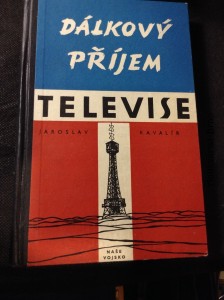 DÁLKOVÝ
PŘÍJEM
TELEVISE
JAROSLAV KAVALÍR
NAŠE
VOJSKO